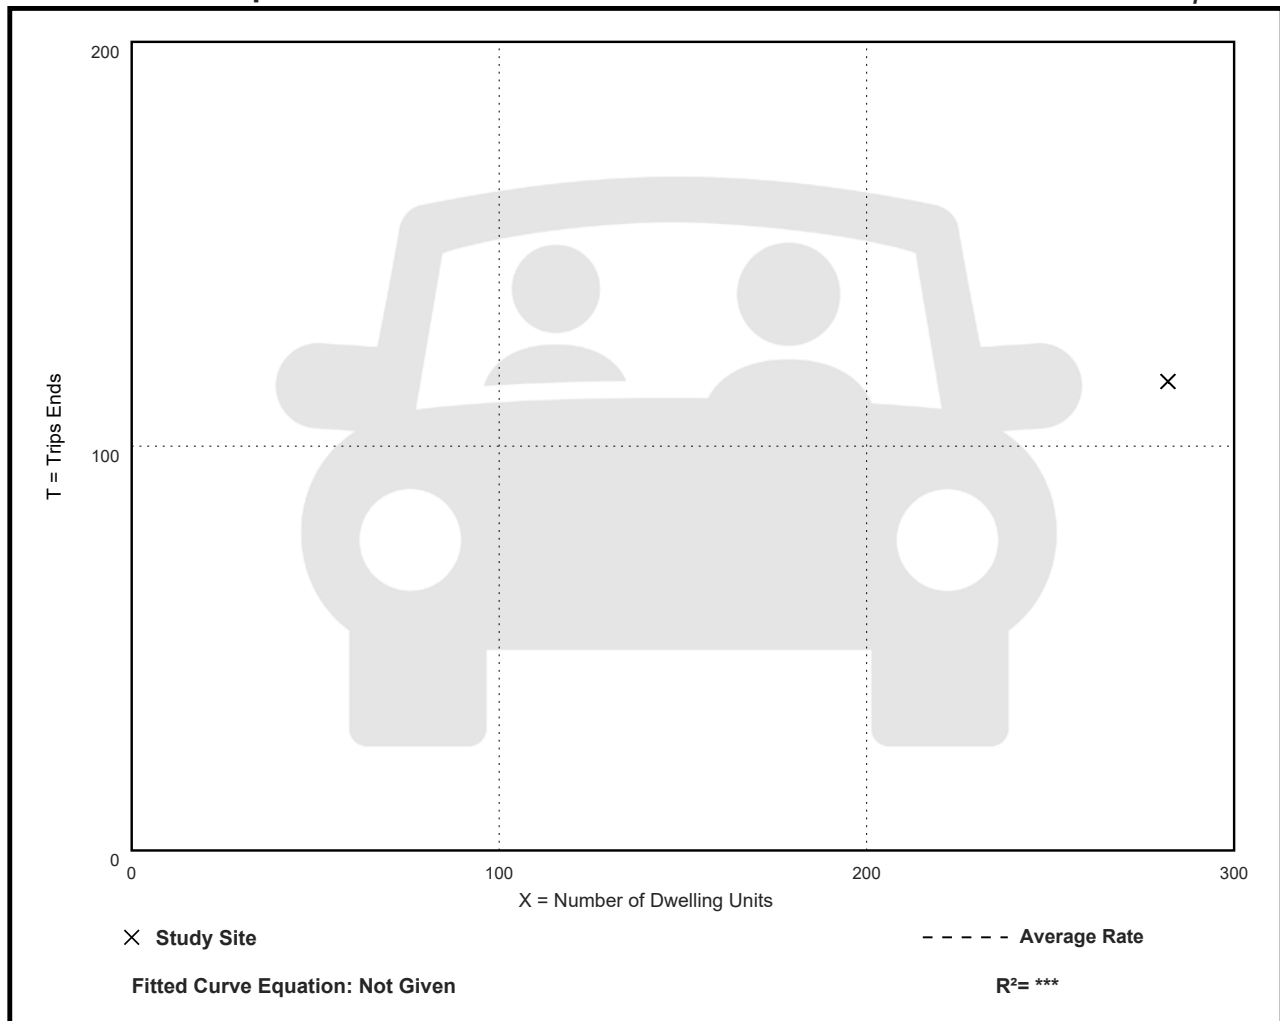 200
T = Trips Ends
100
0
0 100 200 300
X = Number of Dwelling Units
Study Site
Average Rate
Fitted Curve Equation: Not Given
R²= ***